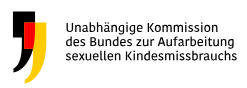 Unabhängige Kommission
des Bundes zur Aufarbeitung
sexuellen Kindesmissbrauchs